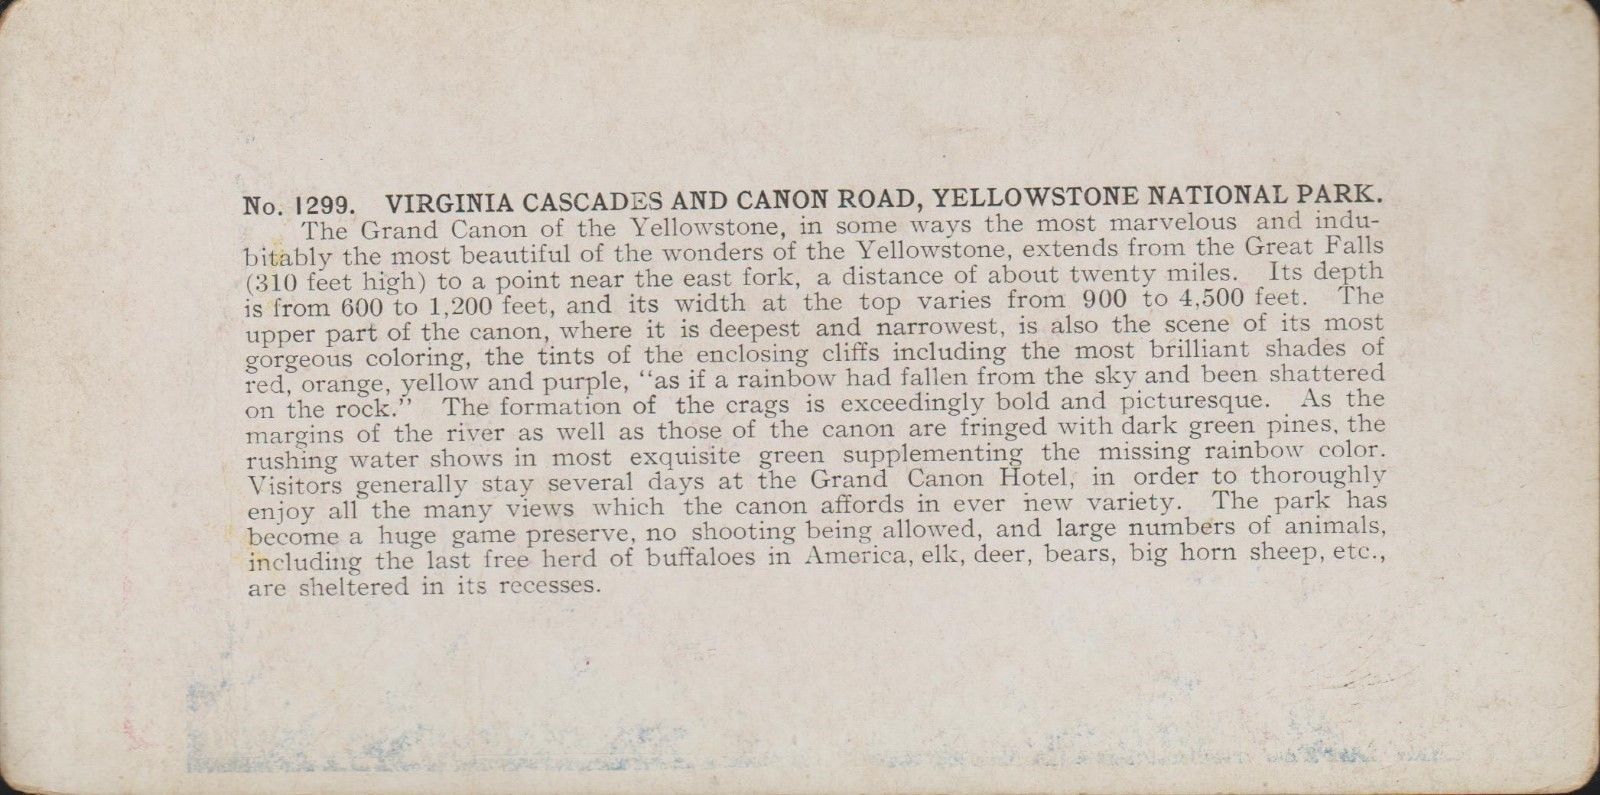 No. 1299. VIRGINIA CASCADES AND CANON ROAD, YELLOWSTONE NATIONAL PARK.
The Grand Canon of the Yellowstone, in some ways the most marvelous and indu-
bitably the most beautiful of the wonders of the Yellowstone, extends from the Great Falls
(310 feet high) to a point near the east fork, a distance of about twenty miles. Its depth
is from 600 to 1,200 feet, and its width at the top varies from 900 to 4,500 feet. The
upper part of the canon, where it is deepest and narrowest, is also the scene of its most
gorgeous coloring, the tints of the enclosing cliffs including the most brilliant shades of
red, orange, yellow and purple, “as if a rainbow had fallen from the sky and been shattered
on the rock.” The formation of the crags is exceedingly bold and picturesque. As the
margins of the river as well as those of the canon are fringed with dark green pines, the
rushing water shows in most exquisite green supplementing the missing rainbow color.
Visitors generally stay several days at the Grand Canon Hotel, in order to thoroughly
enjoy all the many views which the canon affords in ever new variety. The park has
become a huge game preserve, no shooting being allowed, and large numbers of animals,
including the last free herd of buffaloes in America, elk, deer, bears, big horn sheep, etc.,
are sheltered in its recesses.